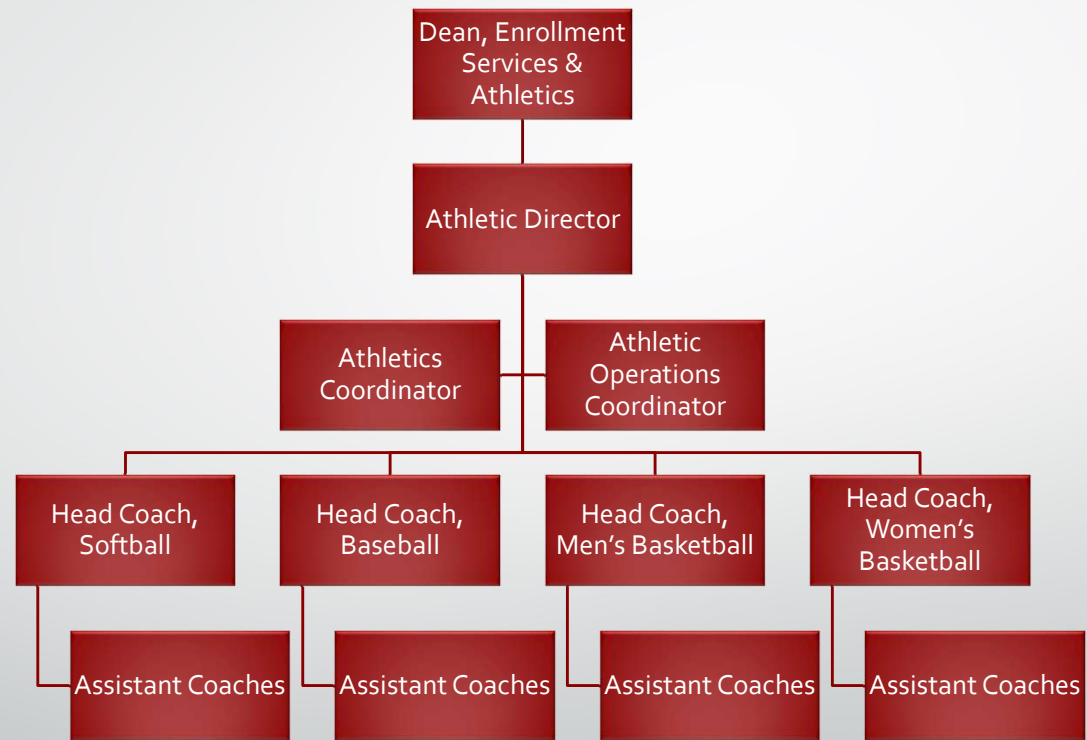 Dean, Enrollment
Services &
Athletics
Athletic Director
Athletics
Coordinator
Athletic
Operations
Coordinator
Head Coach,
Softball
Head Coach,
Baseball
Head Coach,
Men's Basketball
Head Coach,
Women's
Basketball
Assistant Coaches
Assistant Coaches
Assistant Coaches
Assistant Coaches